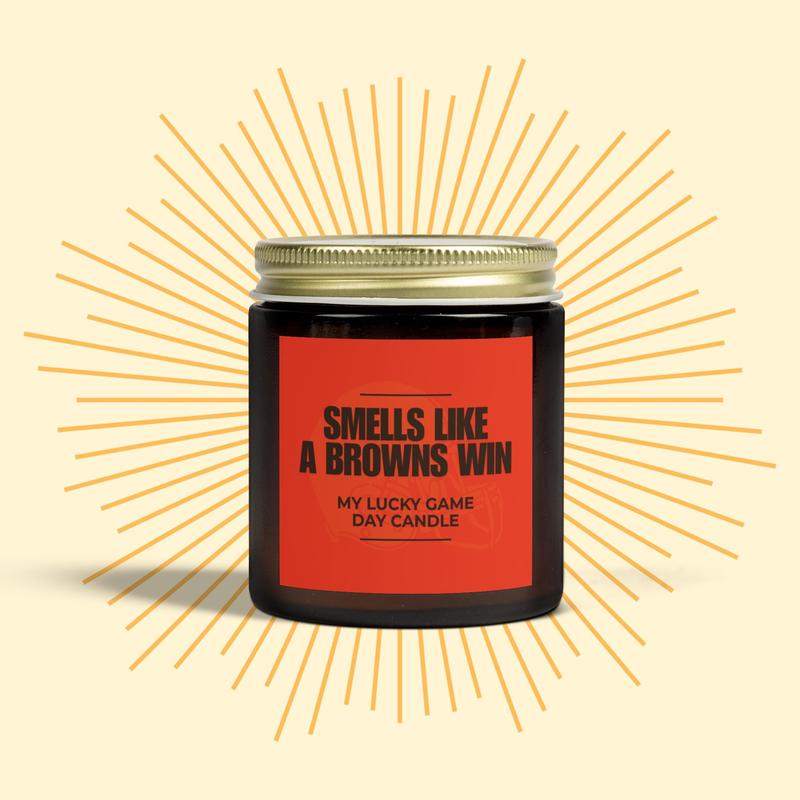 SMELLS LIKE
A BROWNS WIN
MY LUCKY GAME
DAY CANDLE